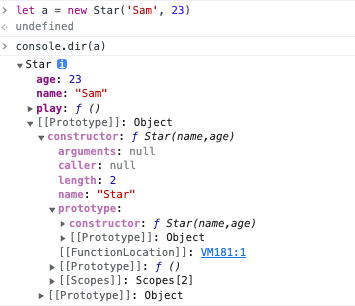 > let a = new Star('Sam', 23)
<· undefined
> console.dir(a)
▼Star i
age: 23
name: "Sam"
▶play: ƒ ()
▼[[Prototype]]: Object
▼constructor: ƒ Star(name,age)
arguments: null
caller: null
length: 2
name: "Star"
▼prototype:
▶constructor: ƒ Star(name,age)
▶[[Prototype]]: Object
[[FunctionLocation]]: VM181:1
▶[[Prototype]]: ƒ ()
▶[[Scopes]]: Scopes[2]
▶[[Prototype]]: Object